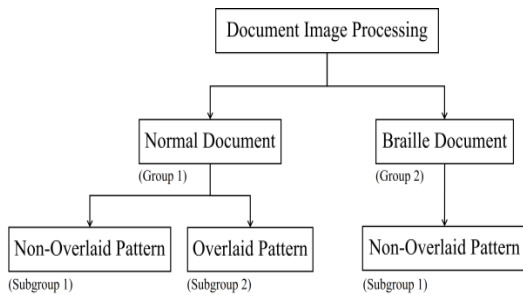 Document Image Processing
Normal Document
Braille Document
(Group 1)
(Group 2)
Non-Overlaid Pattern
Overlaid Pattern
Non-Overlaid Pattern
(Subgroup 1)
(Subgroup 2)
(Subgroup 1)